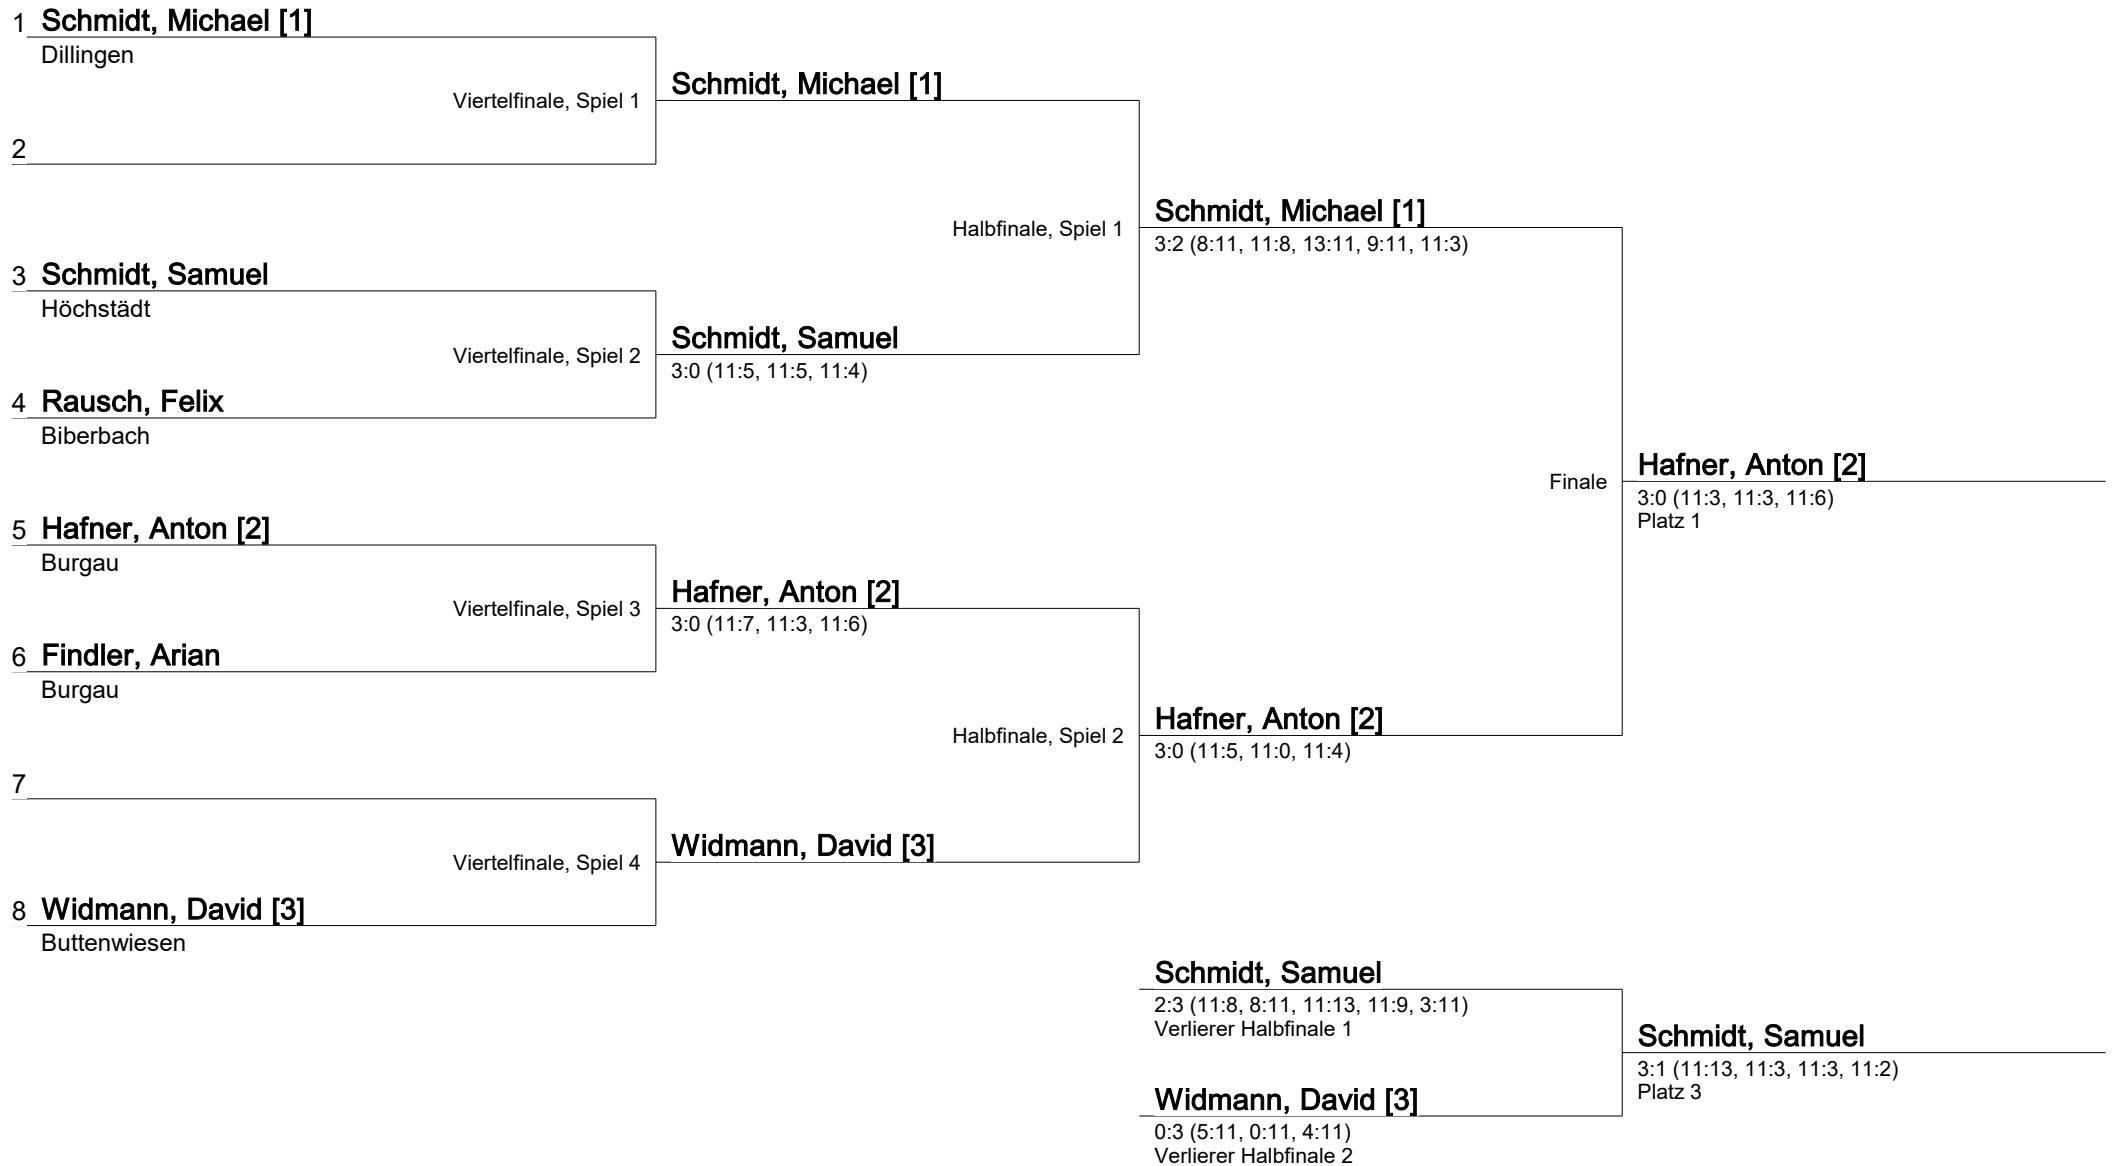 1 Schmidt, Michael [1]
Dillingen
Viertelfinale, Spiel 1
2
Schmidt, Michael [1]
3 Schmidt, Samuel
Höchstädt
Viertelfinale, Spiel 2
4 Rausch, Felix
Biberbach
Schmidt, Samuel
3:0 (11:5, 11:5, 11:4)
Halbfinale, Spiel 1
Schmidt, Michael [1]
3:2 (8:11, 11:8, 13:11, 9:11, 11:3)
5 Hafner, Anton [2]
Burgau
Viertelfinale, Spiel 3
6 Findler, Arian
Burgau
Hafner, Anton [2]
3:0 (11:7, 11:3, 11:6)
7
Viertelfinale, Spiel 4
8 Widmann, David [3]
Buttenwiesen
Widmann, David [3]
Halbfinale, Spiel 2
Hafner, Anton [2]
3:0 (11:5, 11:0, 11:4)
Finale
Hafner, Anton [2]
3:0 (11:3, 11:3, 11:6)
Platz 1
Schmidt, Samuel
2:3 (11:8, 8:11, 11:13, 11:9, 3:11)
Verlierer Halbfinale 1
Widmann, David [3]
0:3 (5:11, 0:11, 4:11)
Verlierer Halbfinale 2
Schmidt, Samuel
3:1 (11:13, 11:3, 11:3, 11:2)
Platz 3